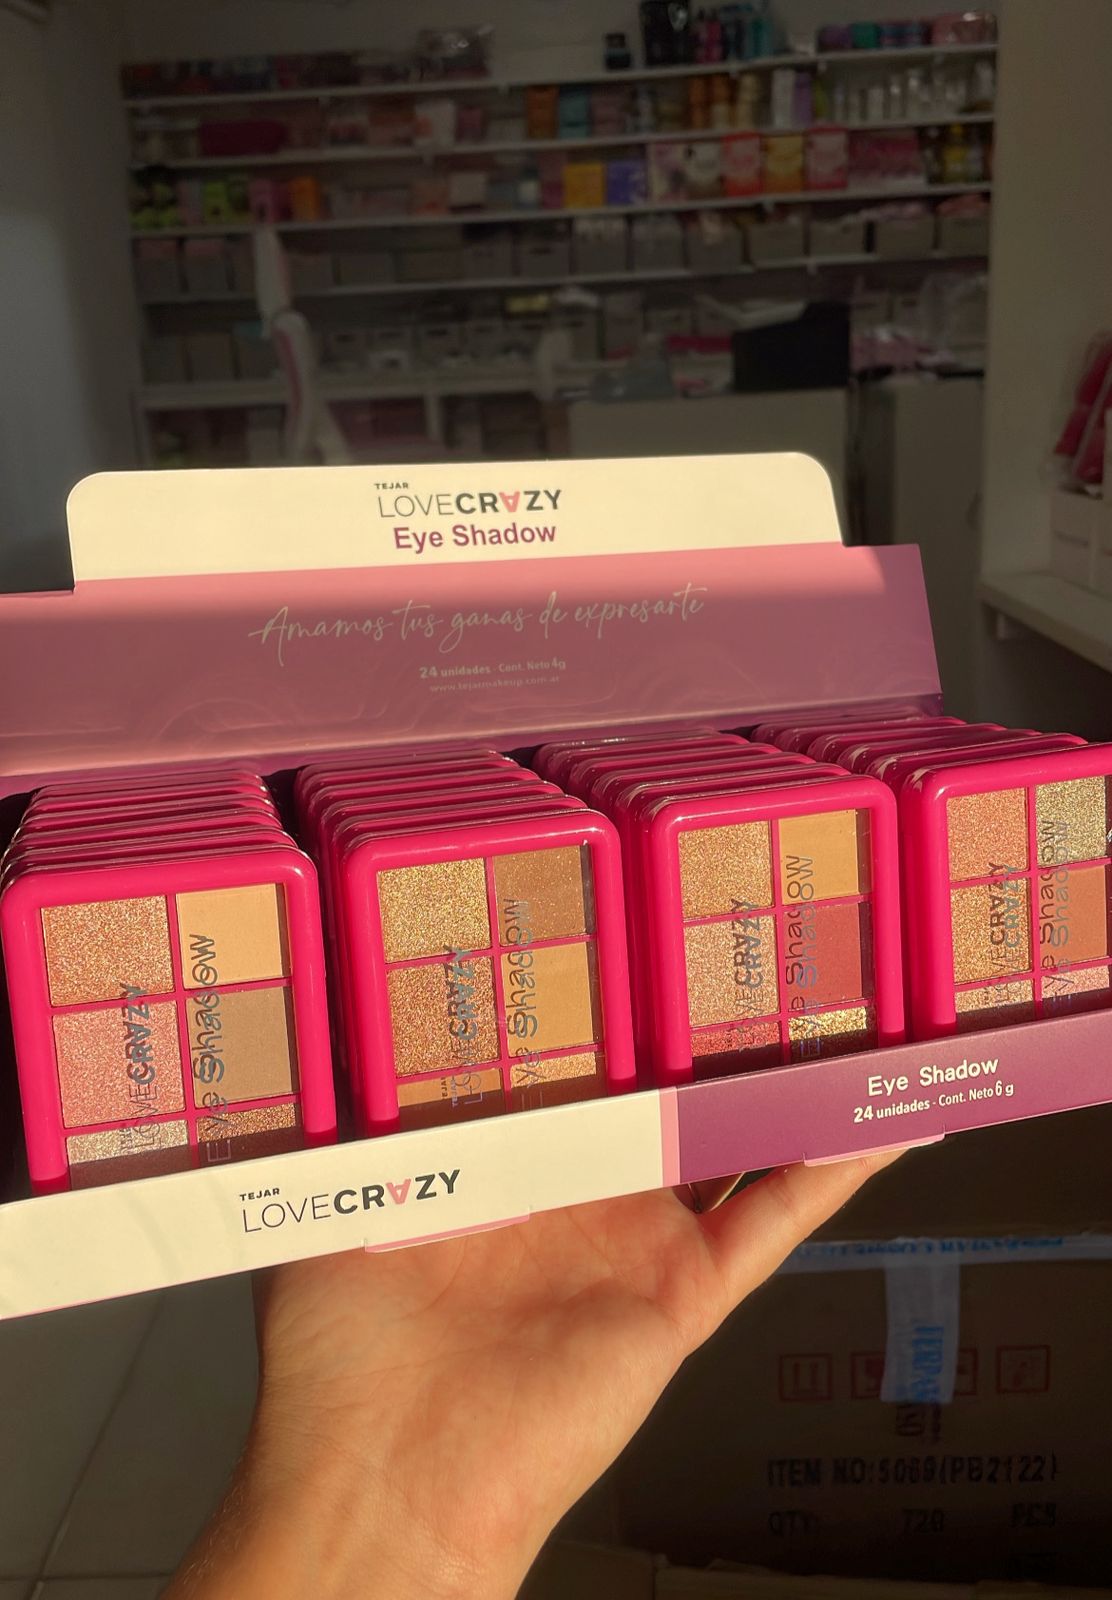 TEJAR
LOVECRAZY
Eye Shadow
Amamos tus ganas de expresarte
24 unidades - Cont. Neto 4g
www.tejarmakeup.com.ar
LOVECRAZY
Eye Shadow
TEJAR
LOVECRAZY
Eye Shadow
LOVECRAZY
Eye Shadow
LOVECRAZY
Eye Shadow
Eye Shadow
24 unidades - Cont. Neto 6 g
TEJAR
LOVECRAZY
ITEM NO:5069(PB2122)
QTY: 720 PCS